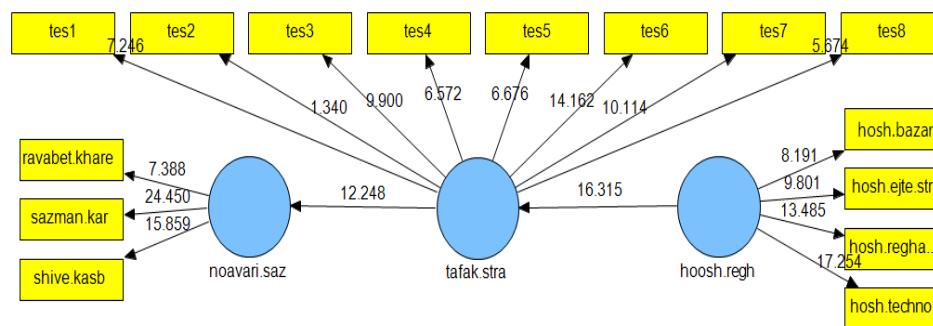 tes1 tes2 tes3 tes4 tes5 tes6 tes7 tes8
7.246 1.340 9.900 6.572 6.676 14.162 10.114 5.674
ravabet.khare
sazman.kar
shive.kasb
7.388
24.450
15.859
noavari.saz
12.248
tafak.stra
16.315
hoosh.regh
8.191
9.801
13.485
17.254
hosh.bazar
hosh.ejte.str
hosh.regha...
hosh.techno